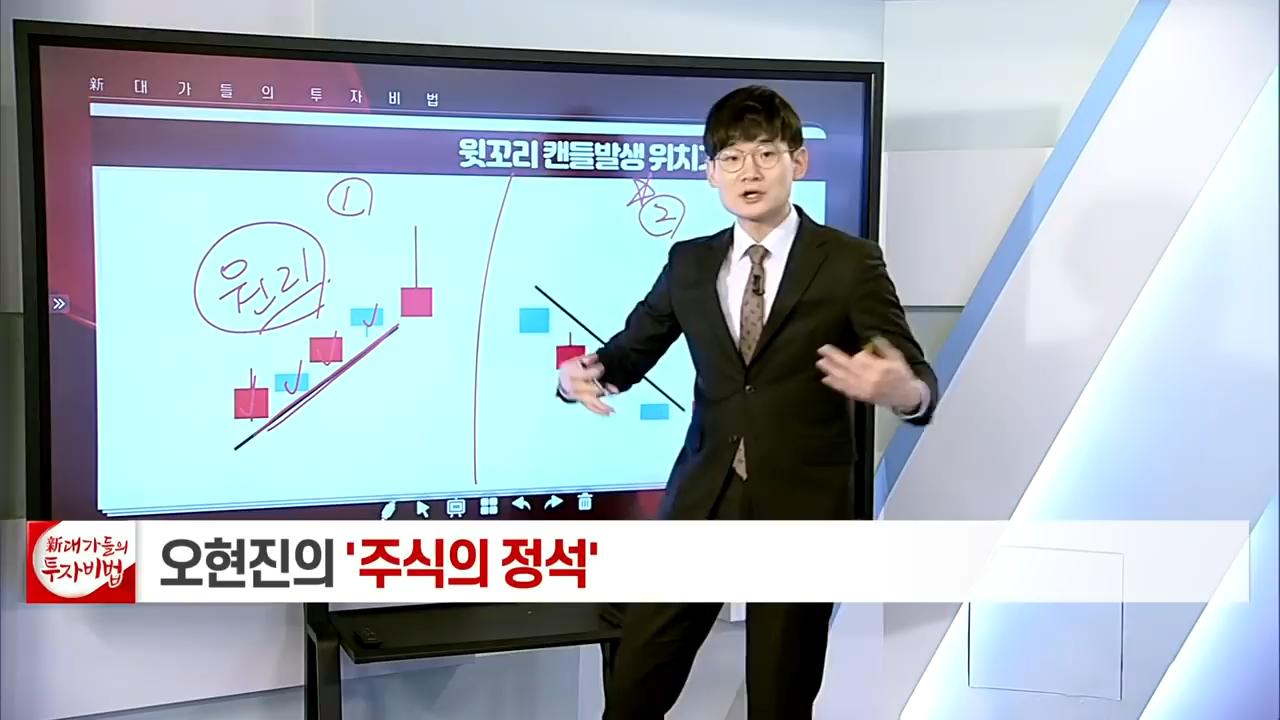 新 대 가 들 의 투 자 비 법
윗꼬리 캔들발생 위치
①
②
원리
新대가들의
투자비법
오현진의 '주식의 정석'